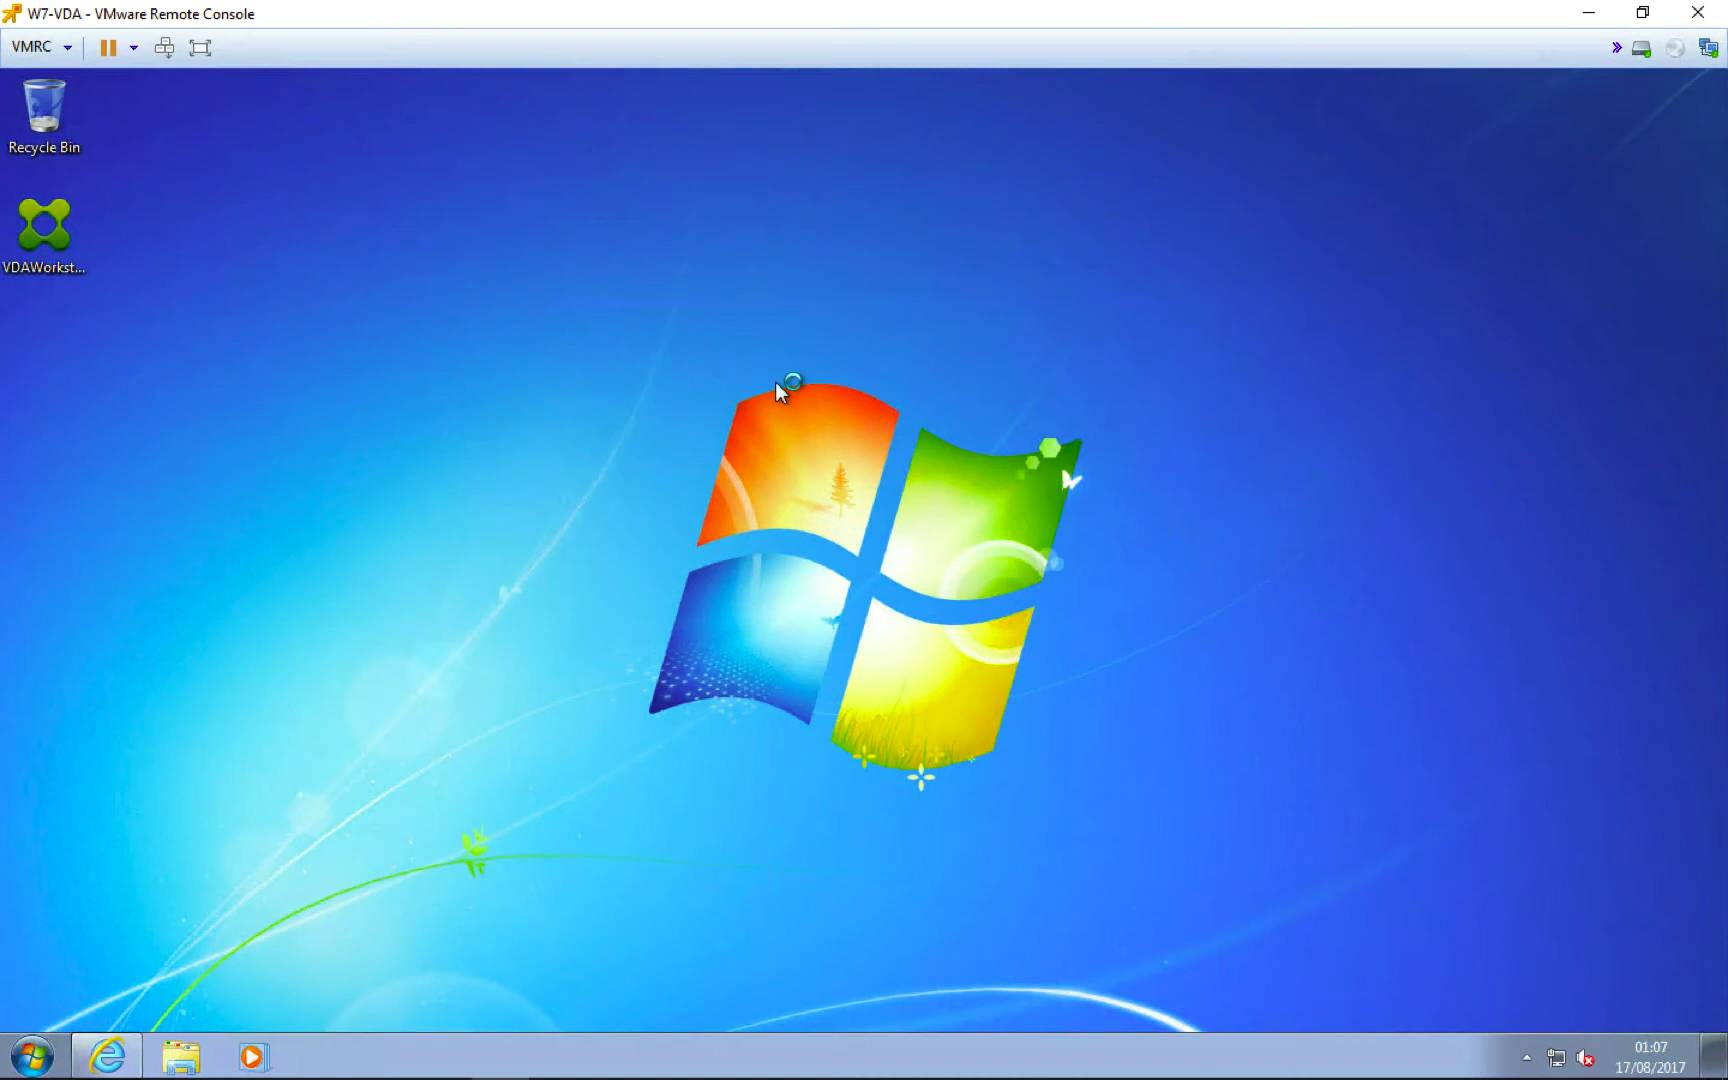 W7-VDA - VMware Remote Console
VMRC
Recycle Bin
VDAWorkst...
01:07
17/08/2017